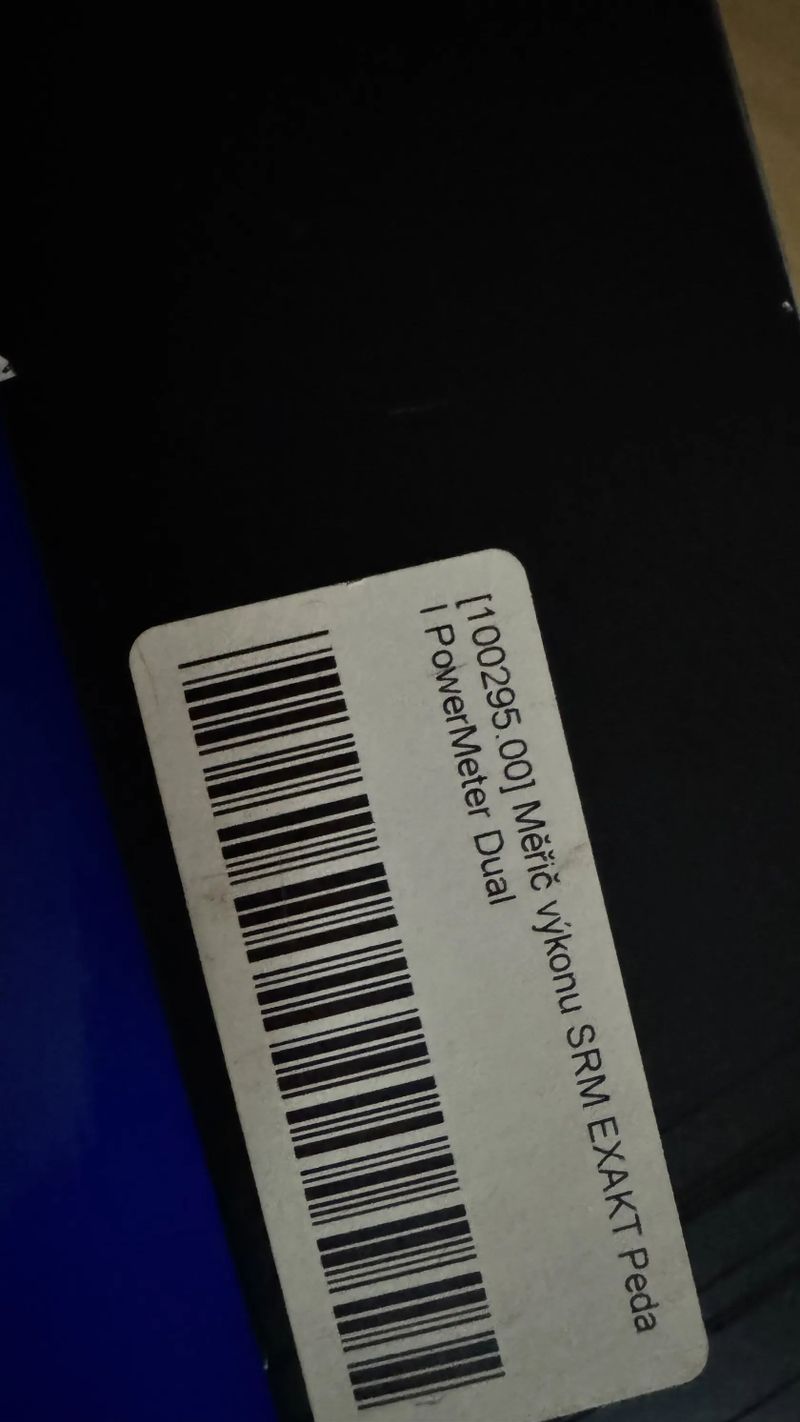 [100295.00] Měřič výkonu SRM EXAKT Peda
l PowerMeter Dual